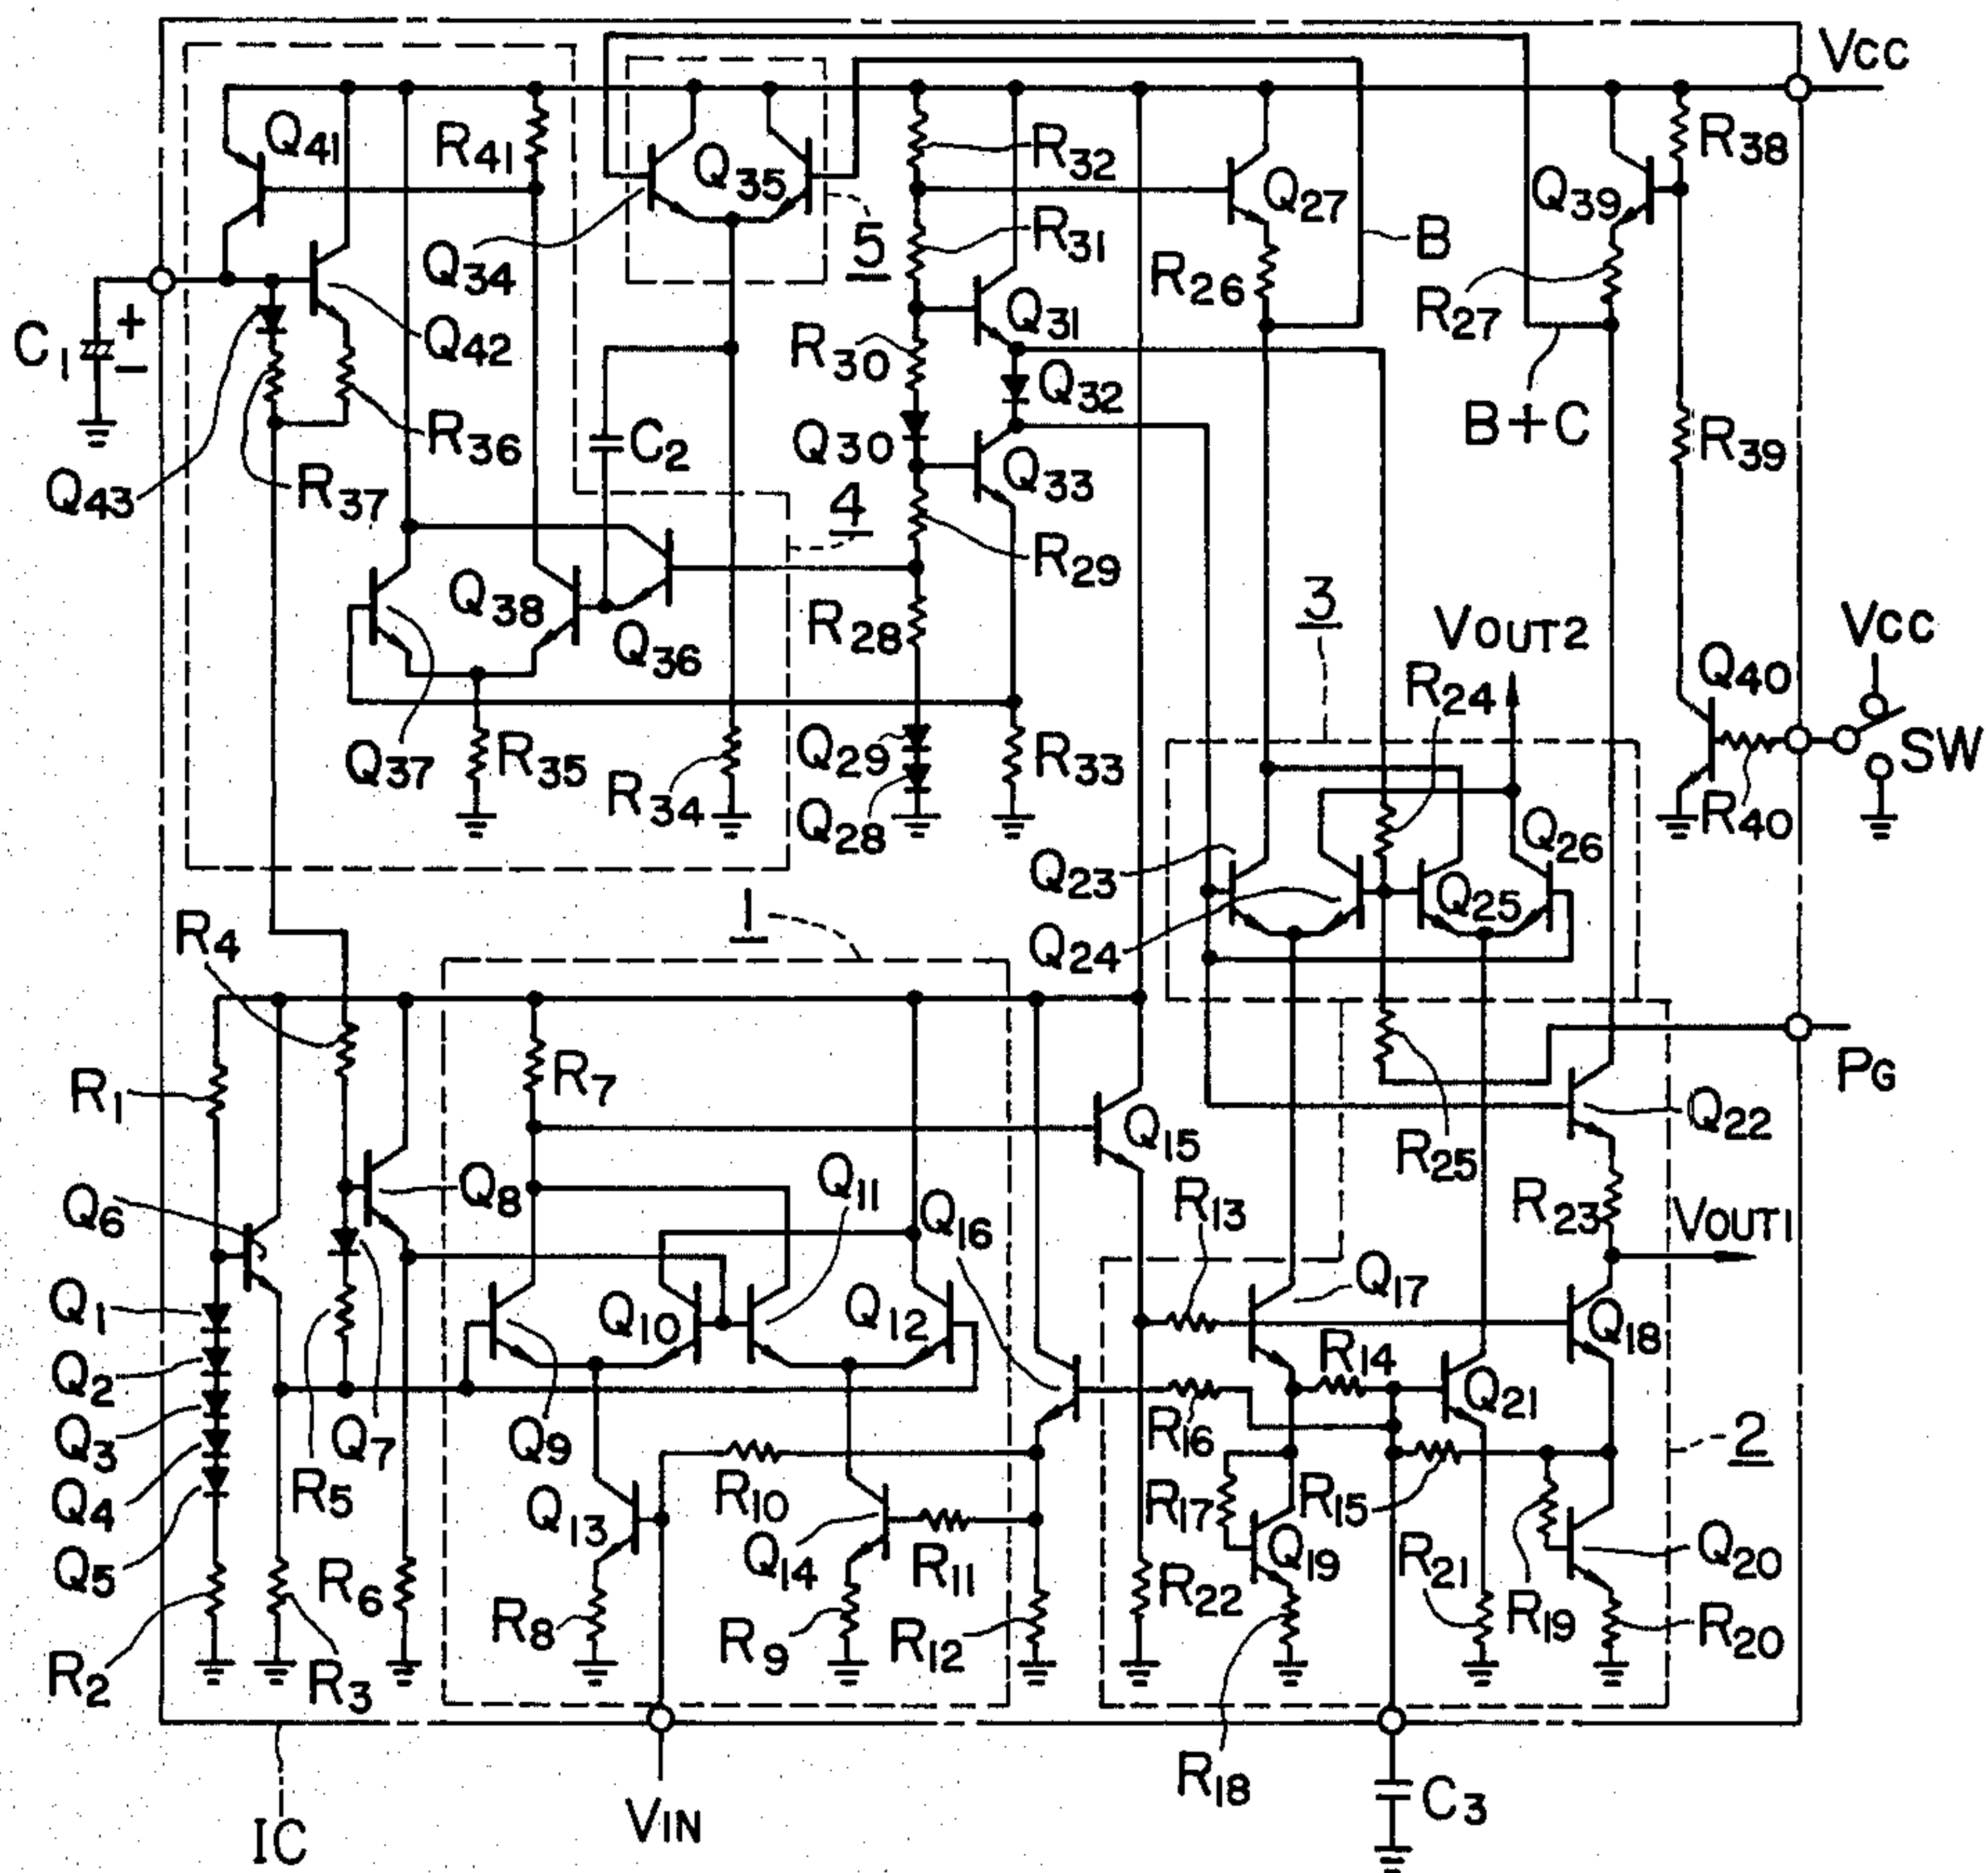 VCC
Q41
R41
Q35
R32
Q27
Q39
R38
5
R31
B
Q34
R26
R27
C1
+
−
Q42
R30
Q31
Q32
B+C
R39
Q43
R37
R36
C2
Q30
Q33
4
R29
Q38
Q36
R28
3
VOUT2
VCC
R24
Q40
Q37
R35
R34
Q29
Q28
R33
SW
R40
Q26
Q23
Q25
Q24
R4
1
R1
R7
PG
Q15
R25
Q22
Q6
Q8
Q11
Q16
R13
R23
VOUT1
Q1
Q10
Q12
Q17
Q18
Q2
R14
Q21
Q3
Q7
Q9
R16
2
Q4
R5
Q13
R10
R17
R15
Q5
R6
Q14
R11
R22
Q19
R21
R19
Q20
R8
R9
R12
R20
R2
R3
R18
VIN
C3
IC